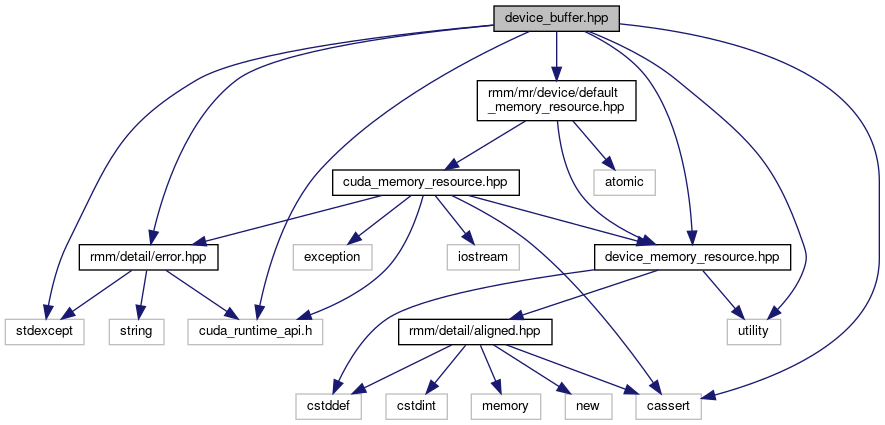 device_buffer.hpp
rmm/mr/device/default
_memory_resource.hpp
cuda_memory_resource.hpp
atomic
rmm/detail/error.hpp
exception
iostream
device_memory_resource.hpp
stdexcept
string
cuda_runtime_api.h
rmm/detail/aligned.hpp
utility
cstddef
cstdint
memory
new
cassert